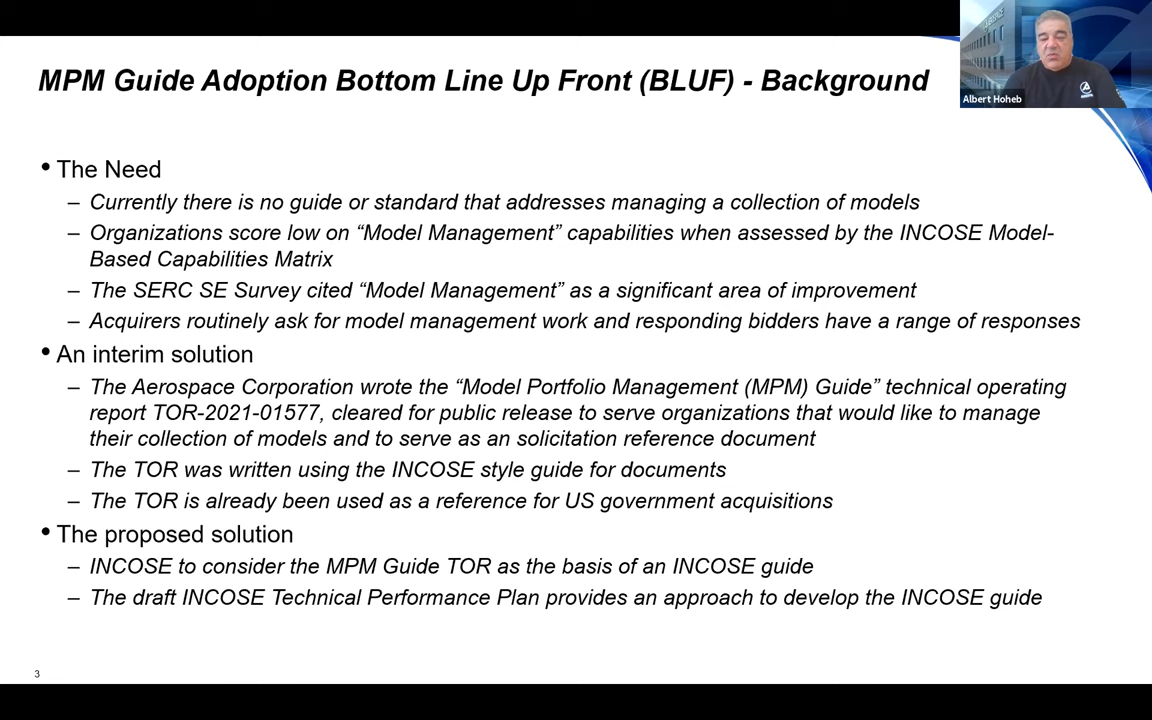 MPM Guide Adoption Bottom Line Up Front (BLUF) - Background
Albert Hoheb
• The Need
– Currently there is no guide or standard that addresses managing a collection of models
– Organizations score low on “Model Management” capabilities when assessed by the INCOSE Model-
Based Capabilities Matrix
– The SERC SE Survey cited “Model Management” as a significant area of improvement
– Acquirers routinely ask for model management work and responding bidders have a range of responses
• An interim solution
– The Aerospace Corporation wrote the “Model Portfolio Management (MPM) Guide” technical operating
report TOR-2021-01577, cleared for public release to serve organizations that would like to manage
their collection of models and to serve as an solicitation reference document
– The TOR was written using the INCOSE style guide for documents
– The TOR is already been used as a reference for US government acquisitions
• The proposed solution
– INCOSE to consider the MPM Guide TOR as the basis of an INCOSE guide
– The draft INCOSE Technical Performance Plan provides an approach to develop the INCOSE guide
3